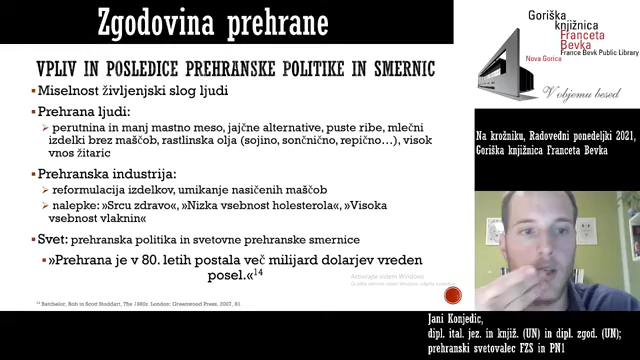 Zgodovina prehrane
VPLIV IN POSLEDICE PREHRANSKE POLITIKE IN SMERNIC
Miselnost življenjski slog ljudi
Prehrana ljudi:
perutnina in manj mastno meso, jajčne alternative, puste ribe, mlečni
izdelki brez maščob, rastlinska olja (sojino, sončnično, repično…), visok
vnos žitaric
Prehranska industrija:
reformulacija izdelkov, umikanje nasičenih maščob
nalepke: »Srcu zdravo«, »Nizka vsebnost holesterola«, »Visoka
vsebnost vlaknin«
Svet: prehranska politika in svetovne prehranske smernice
»Prehrana je v 80. letih postala več milijard dolarjev vreden
posel.«14
14 Batchelor, Bob in Scott Stoddart, The 1980s. London: Greenwood Press, 2007, 81.
Aktivirajte sistem Windows
Goriška
knjižnica
Franceta
Bevka
France Bevk Public Library
Nova Gorica
V objemu besed
Na krožniku, Radovedni ponedeljki 2021,
Goriška knjižnica Franceta Bevka
Jani Konjedic,
dipl. ital. jez. in knjiž. (UN) in dipl. zgod. (UN);
prehranski svetovalec FZS in PN1